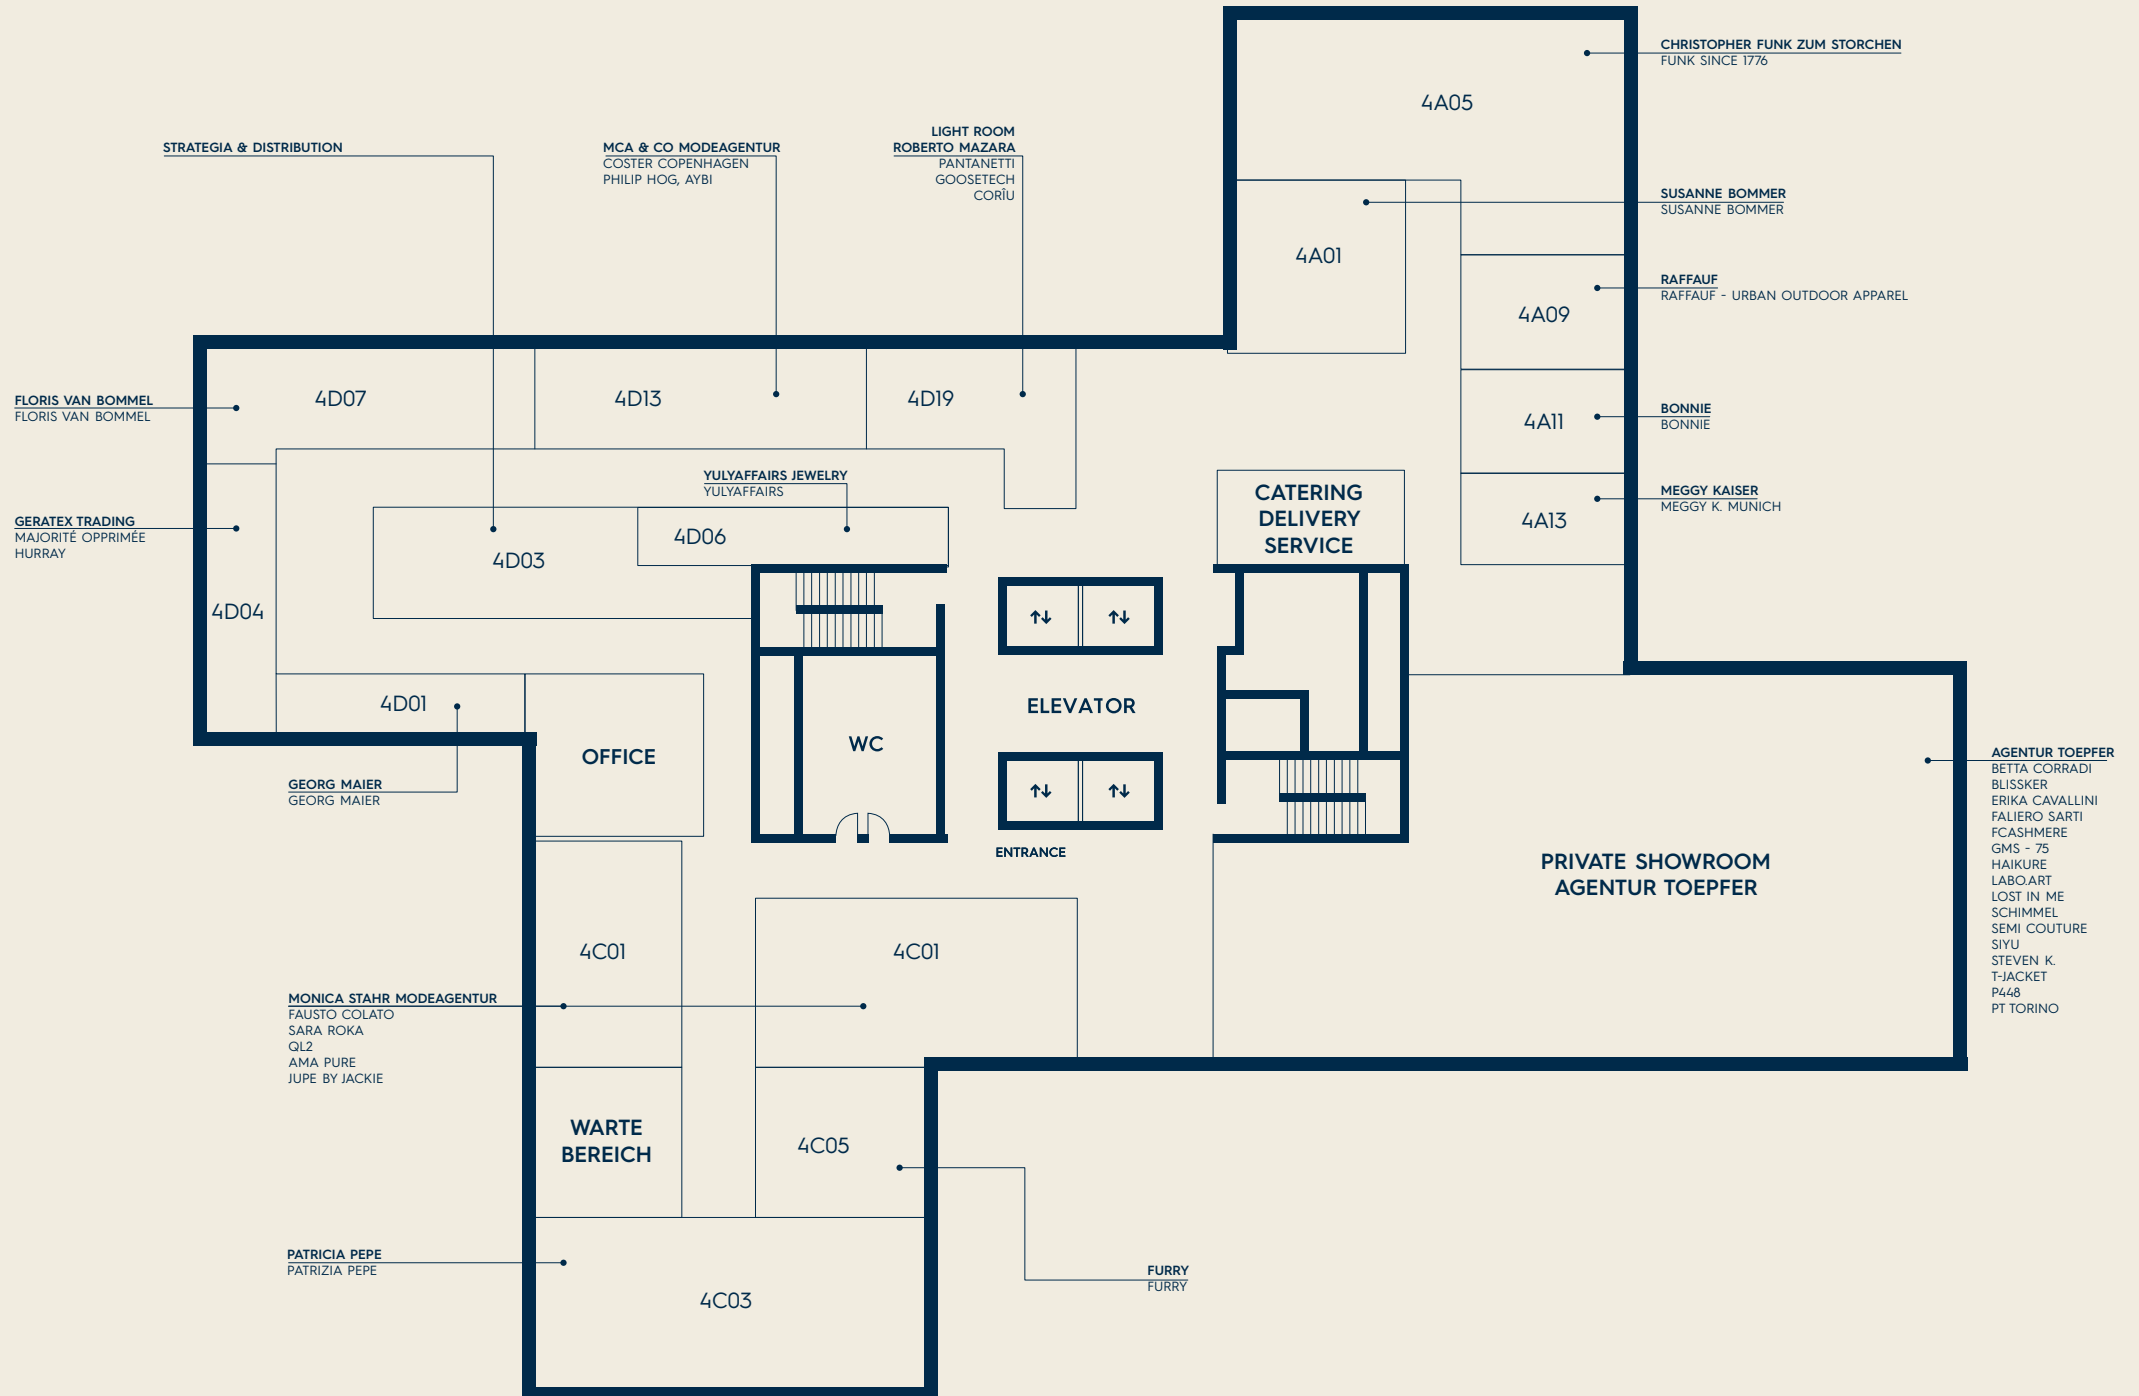 CHRISTOPHER FUNK ZUM STORCHEN
FUNK SINCE 1776
4A05
LIGHT ROOM
ROBERTO MAZARA
PANTANETTI
GOOSETECH
CORÎU
STRATEGIA & DISTRIBUTION
MCA & CO MODEAGENTUR
COSTER COPENHAGEN
PHILIP HOG, AYBI
SUSANNE BOMMER
SUSANNE BOMMER
4A01
RAFFAUF
RAFFAUF - URBAN OUTDOOR APPAREL
4A09
FLORIS VAN BOMMEL
FLORIS VAN BOMMEL
4D07
4D13
4D19
4A11
BONNIE
BONNIE
YULYAFFAIRS JEWELRY
YULYAFFAIRS
CATERING
DELIVERY
SERVICE
MEGGY KAISER
MEGGY K. MUNICH
4A13
GERATEX TRADING
MAJORITÉ OPPRIMÉE
HURRAY
4D06
4D03
4D04
4D01
ELEVATOR
WC
OFFICE
GEORG MAIER
GEORG MAIER
ENTRANCE
PRIVATE SHOWROOM
AGENTUR TOEPFER
AGENTUR TOEPFER
BETTA CORRADI
BLISSKER
ERIKA CAVALLINI
FALIERO SARTI
FCASHMERE
GMS - 75
HAIKURE
LABO.ART
LOST IN ME
SCHIMMEL
SEMI COUTURE
SIYU
STEVEN K.
T-JACKET
P448
PT TORINO
4C01
4C01
MONICA STAHR MODEAGENTUR
FAUSTO COLATO
SARA ROKA
QL2
AMA PURE
JUPE BY JACKIE
WARTE
BEREICH
4C05
PATRICIA PEPE
PATRIZIA PEPE
FURRY
FURRY
4C03